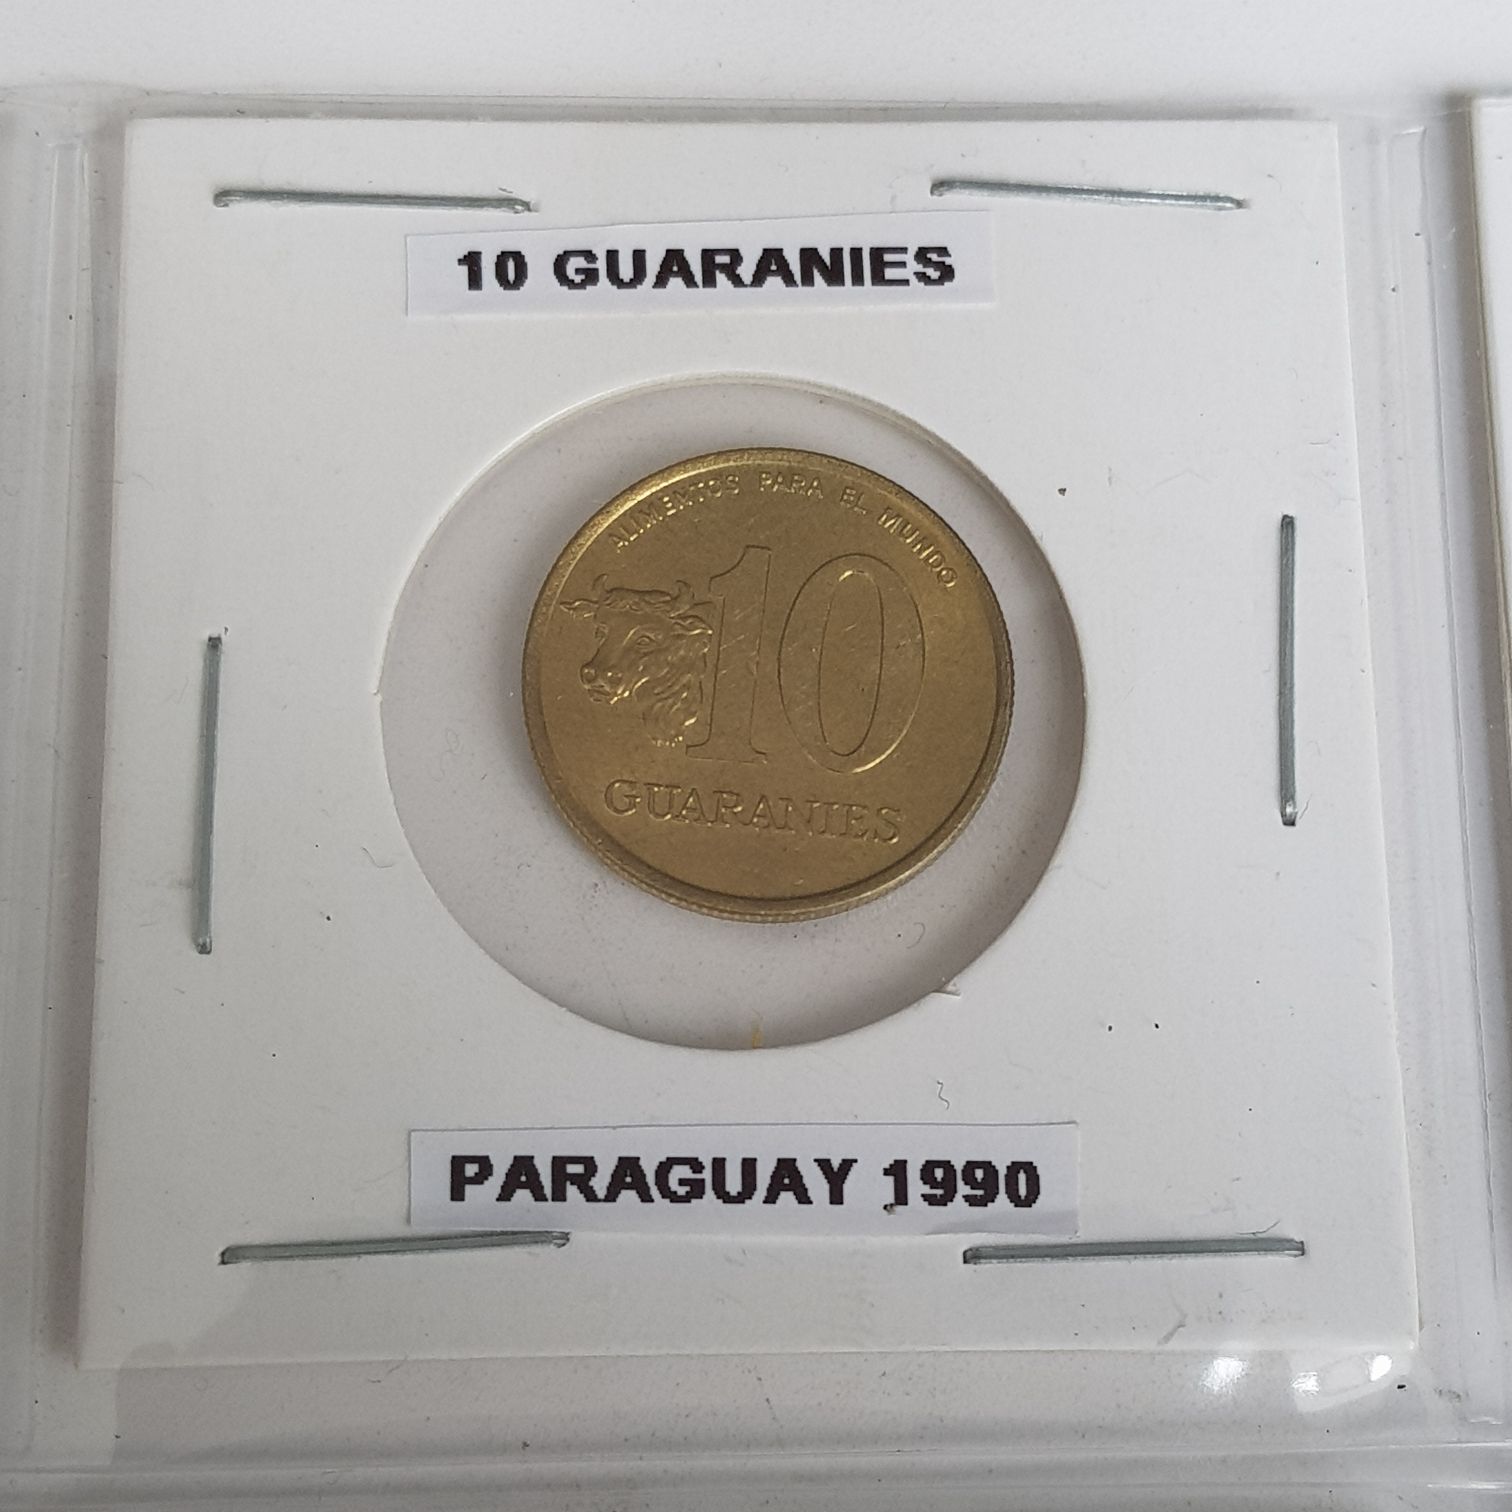 10 GUARANIES
ALIMENTOS PARA EL MUNDO
10
GUARANIES
PARAGUAY 1990